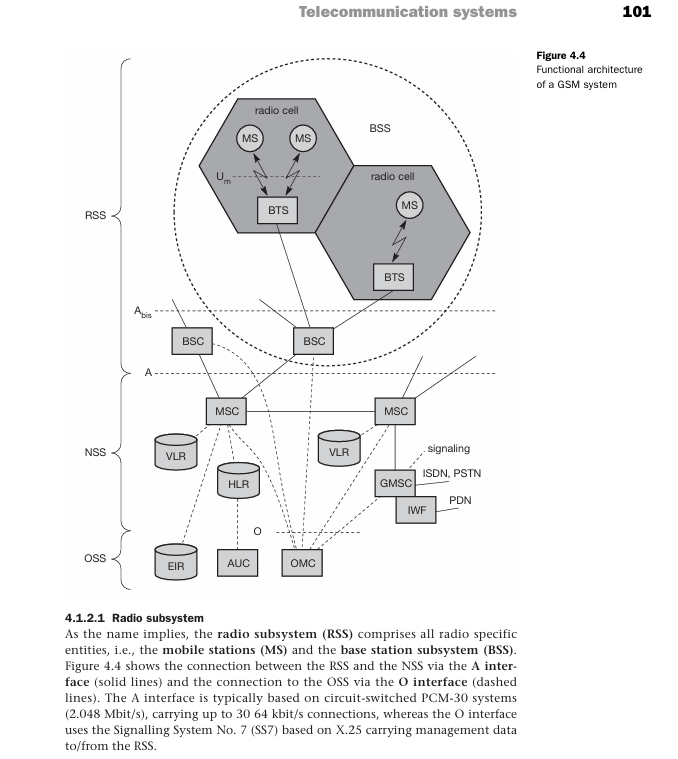 Telecommunication systems 101
Figure 4.4
Functional architecture
of a GSM system
radio cell
BSS
MS MS
radio cell
Um
MS
BTS
RSS
BTS
Abis
BSC BSC
A
MSC MSC
signaling
VLR VLR
NSS
ISDN, PSTN
HLR GMSC
PDN
IWF
O
OSS
EIR AUC OMC
4.1.2.1 Radio subsystem
As the name implies, the radio subsystem (RSS) comprises all radio specific
entities, i.e., the mobile stations (MS) and the base station subsystem (BSS).
Figure 4.4 shows the connection between the RSS and the NSS via the A inter-
face (solid lines) and the connection to the OSS via the O interface (dashed
lines). The A interface is typically based on circuit-switched PCM-30 systems
(2.048 Mbit/s), carrying up to 30 64 kbit/s connections, whereas the O interface
uses the Signalling System No. 7 (SS7) based on X.25 carrying management data
to/from the RSS.